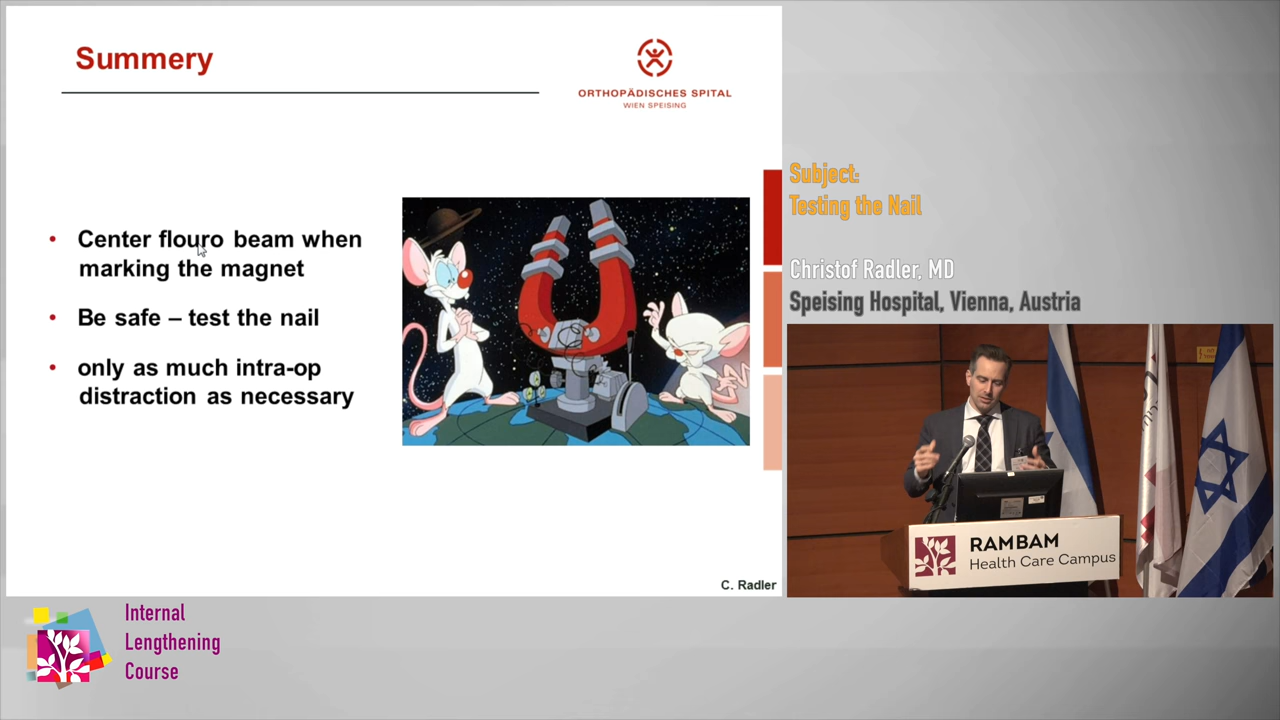 Summery
ORTHOPÄDISCHES SPITAL
WIEN SPEISING
• Center flouro beam when
marking the magnet
• Be safe – test the nail
• only as much intra-op
distraction as necessary
C. Radler
Subject:
Testing the Nail
Christof Radler, MD
Speising Hospital, Vienna, Austria
RAMBAM
Health Care Campus
Internal
Lengthening
Course